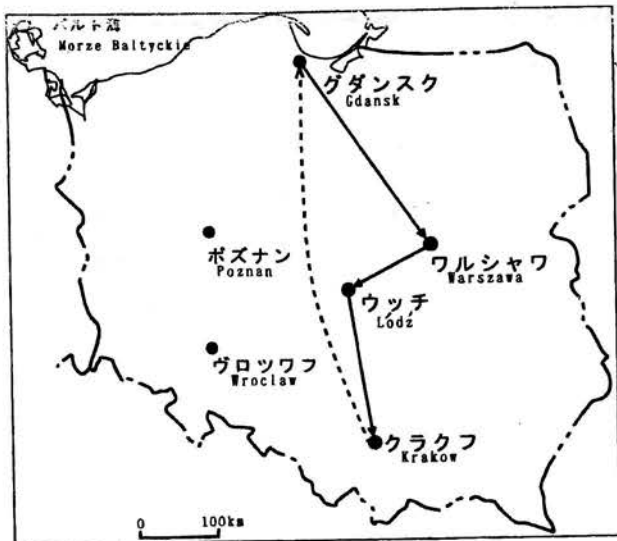 バルト海
Morze Baltyckie
グダンスク
Gdansk
ポズナン
Poznan
ワルシャワ
Warszawa
ウッチ
Łódź
ヴロツワフ
Wroclaw
クラクフ
Krakow
0 100km